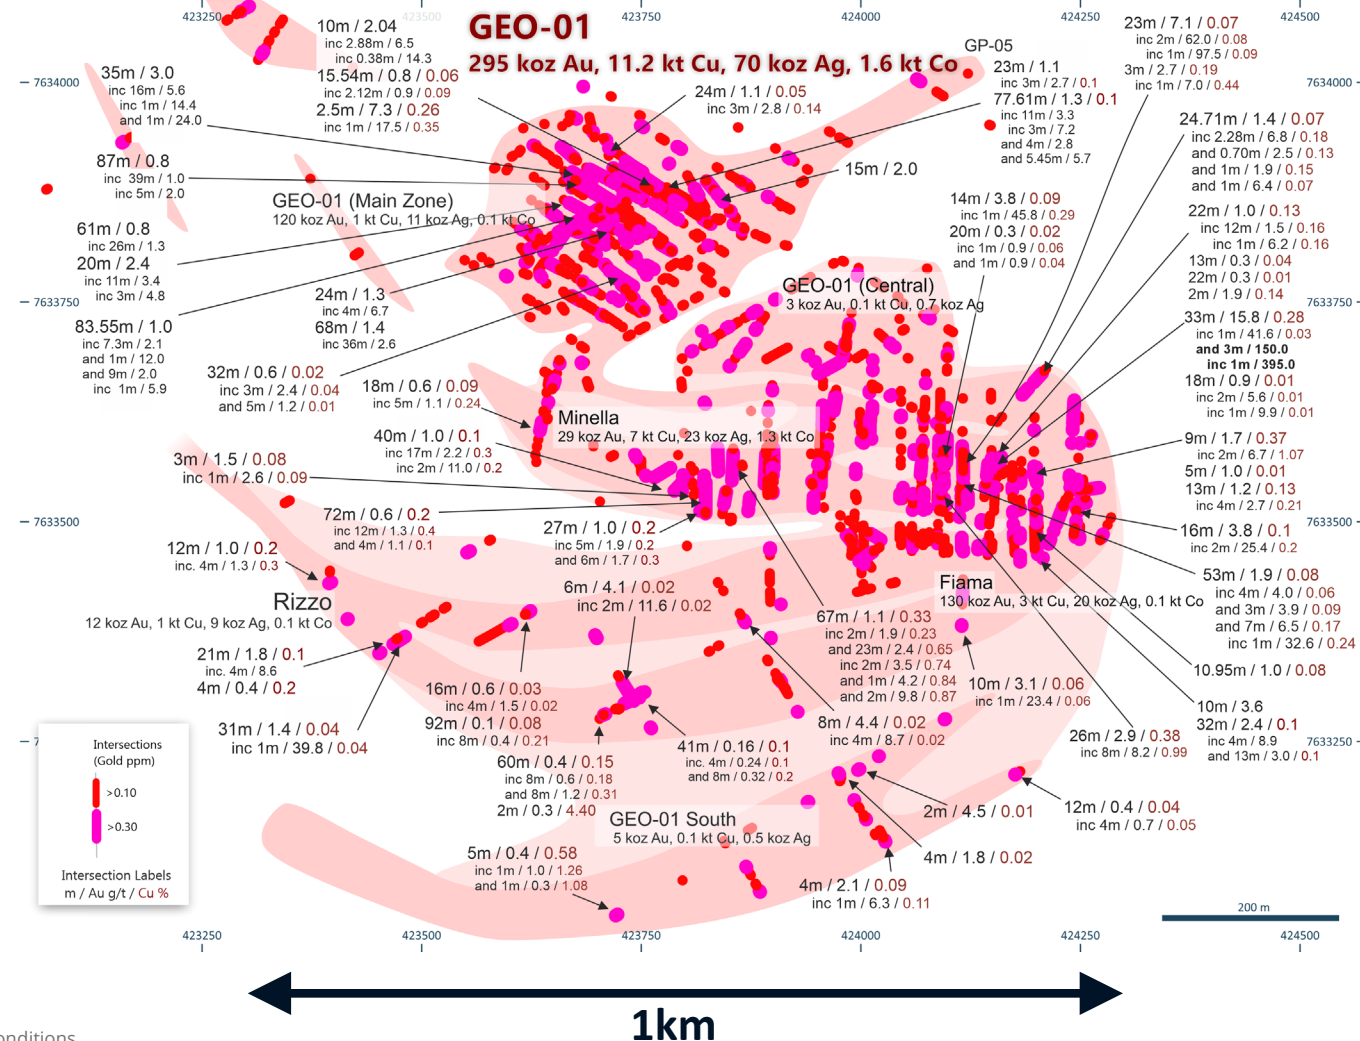 423250
423500
423750
424000
424250
424500
GEO-01
295 koz Au, 11.2 kt Cu, 70 koz Ag, 1.6 kt Co
GP-05
10m / 2.04
inc 2.88m / 6.5
inc 0.38m / 14.3
15.54m / 0.8 / 0.06
inc 2.12m / 0.9 / 0.09
2.5m / 7.3 / 0.26
inc 1m / 17.5 / 0.35
7634000
7634000
35m / 3.0
inc 16m / 5.6
inc 1m / 14.4
and 1m / 24.0
87m / 0.8
inc 39m / 1.0
inc 5m / 2.0
24m / 1.1 / 0.05
inc 3m / 2.8 / 0.14
23m / 1.1
inc 3m / 2.7 / 0.1
77.61m / 1.3 / 0.1
inc 11m / 3.3
inc 3m / 7.2
and 4m / 2.8
and 5.45m / 5.7
23m / 7.1 / 0.07
inc 2m / 62.0 / 0.08
inc 1m / 97.5 / 0.09
3m / 2.7 / 0.19
inc 1m / 7.0 / 0.44
24.71m / 1.4 / 0.07
inc 2.28m / 6.8 / 0.18
and 0.70m / 2.5 / 0.13
and 1m / 1.9 / 0.15
and 1m / 6.4 / 0.07
15m / 2.0
GEO-01 (Main Zone)
120 koz Au, 1 kt Cu, 11 koz Ag, 0.1 kt Co
14m / 3.8 / 0.09
inc 1m / 45.8 / 0.29
20m / 0.3 / 0.02
inc 1m / 0.9 / 0.06
and 1m / 0.9 / 0.04
22m / 1.0 / 0.13
inc 12m / 1.5 / 0.16
inc 1m / 6.2 / 0.16
13m / 0.3 / 0.04
22m / 0.3 / 0.01
2m / 1.9 / 0.14
61m / 0.8
inc 26m / 1.3
20m / 2.4
inc 11m / 3.4
inc 3m / 4.8
83.55m / 1.0
inc 7.3m / 2.1
and 1m / 12.0
and 9m / 2.0
inc 1m / 5.9
24m / 1.3
inc 4m / 6.7
68m / 1.4
inc 36m / 2.6
GEO-01 (Central)
3 koz Au, 0.1 kt Cu, 0.7 koz Ag
7633750
7633750
33m / 15.8 / 0.28
inc 1m / 41.6 / 0.03
and 3m / 150.0
inc 1m / 395.0
18m / 0.9 / 0.01
inc 2m / 5.6 / 0.01
inc 1m / 9.9 / 0.01
32m / 0.6 / 0.02
inc 3m / 2.4 / 0.04
and 5m / 1.2 / 0.01
18m / 0.6 / 0.09
inc 5m / 1.1 / 0.24
Minella
29 koz Au, 7 kt Cu, 23 koz Ag, 1.3 kt Co
40m / 1.0 / 0.1
inc 17m / 2.2 / 0.3
inc 2m / 11.0 / 0.2
9m / 1.7 / 0.37
inc 2m / 6.7 / 1.07
5m / 1.0 / 0.01
13m / 1.2 / 0.13
inc 4m / 2.7 / 0.21
3m / 1.5 / 0.08
inc 1m / 2.6 / 0.09
7633500
7633500
72m / 0.6 / 0.2
inc 12m / 1.3 / 0.4
and 4m / 1.1 / 0.1
27m / 1.0 / 0.2
inc 5m / 1.9 / 0.2
and 6m / 1.7 / 0.3
16m / 3.8 / 0.1
inc 2m / 25.4 / 0.2
12m / 1.0 / 0.2
inc. 4m / 1.3 / 0.3
53m / 1.9 / 0.08
inc 4m / 4.0 / 0.06
and 3m / 3.9 / 0.09
and 7m / 6.5 / 0.17
inc 1m / 32.6 / 0.24
6m / 4.1 / 0.02
inc 2m / 11.6 / 0.02
Fiama
130 koz Au, 3 kt Cu, 20 koz Ag, 0.1 kt Co
Rizzo
12 koz Au, 1 kt Cu, 9 koz Ag, 0.1 kt Co
67m / 1.1 / 0.33
inc 2m / 1.9 / 0.23
and 23m / 2.4 / 0.65
inc 2m / 3.5 / 0.74
and 1m / 4.2 / 0.84
and 2m / 9.8 / 0.87
21m / 1.8 / 0.1
inc. 4m / 8.6
4m / 0.4 / 0.2
10.95m / 1.0 / 0.08
16m / 0.6 / 0.03
inc 4m / 1.5 / 0.02
92m / 0.1 / 0.08
inc 8m / 0.4 / 0.21
10m / 3.1 / 0.06
inc 1m / 23.4 / 0.06
10m / 3.6
32m / 2.4 / 0.1
inc 4m / 8.9
and 13m / 3.0 / 0.1
31m / 1.4 / 0.04
inc 1m / 39.8 / 0.04
8m / 4.4 / 0.02
inc 4m / 8.7 / 0.02
26m / 2.9 / 0.38
inc 8m / 8.2 / 0.99
7633250
41m / 0.16 / 0.1
inc. 4m / 0.24 / 0.1
and 8m / 0.32 / 0.2
60m / 0.4 / 0.15
inc 8m / 0.6 / 0.18
and 8m / 1.2 / 0.31
2m / 0.3 / 4.40
Intersections
(Gold ppm)
>0.10
>0.30
Intersection Labels
m / Au g/t / Cu %
GEO-01 South
5 koz Au, 0.1 kt Cu, 0.5 koz Ag
2m / 4.5 / 0.01
12m / 0.4 / 0.04
inc 4m / 0.7 / 0.05
5m / 0.4 / 0.58
inc 1m / 1.0 / 1.26
and 1m / 0.3 / 1.08
4m / 1.8 / 0.02
4m / 2.1 / 0.09
inc 1m / 6.3 / 0.11
200 m
423250
423500
423750
424000
424250
424500
1km